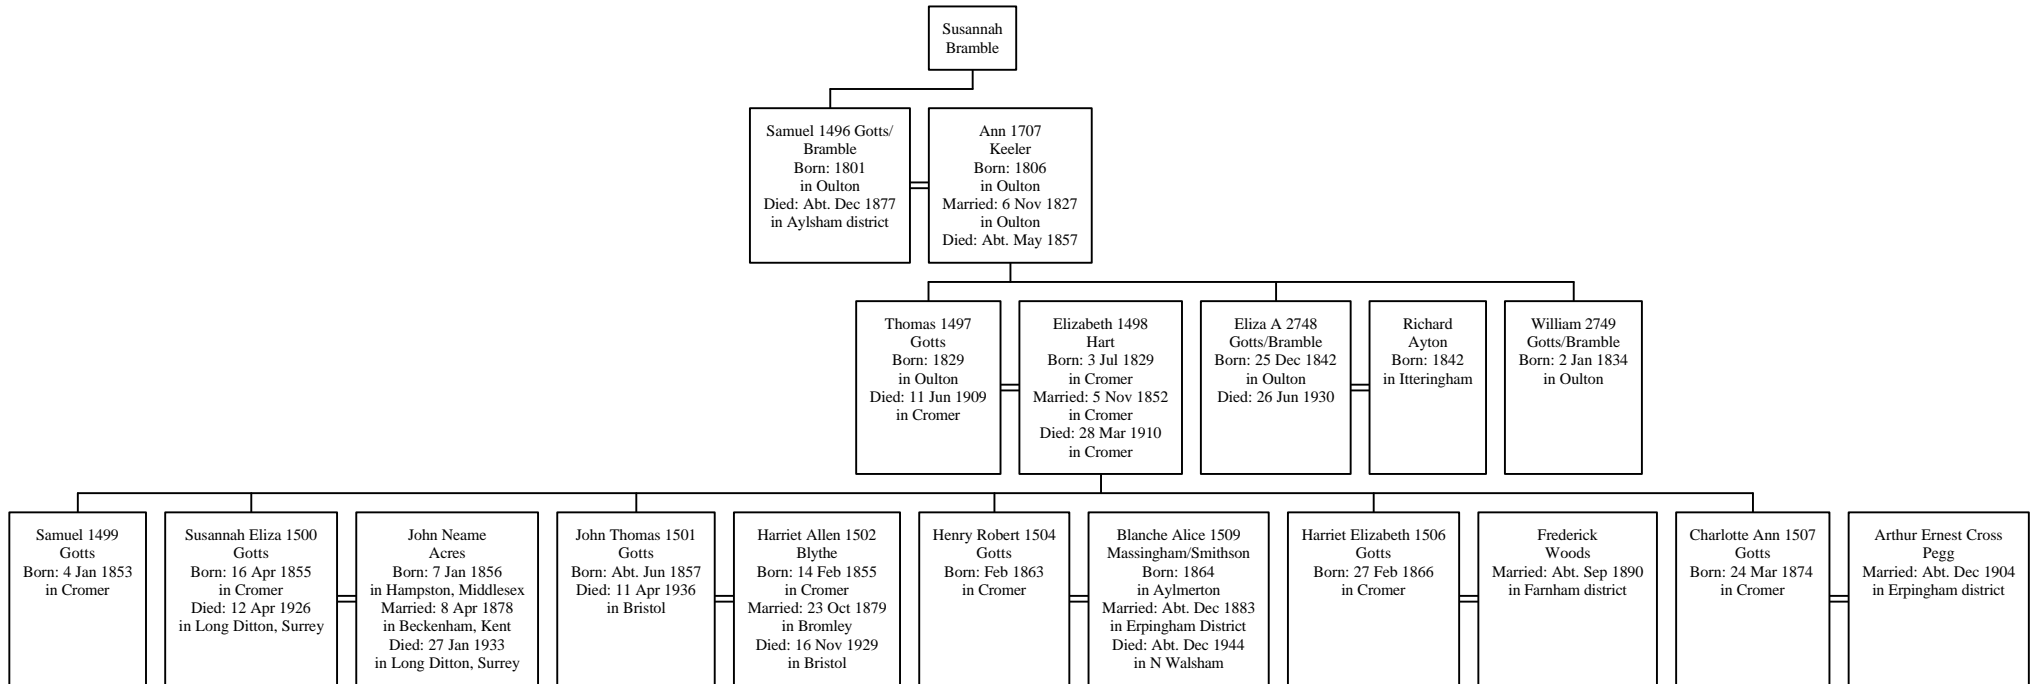 Susannah
Bramble
Samuel 1496 Gotts/
Bramble
Born: 1801
in Oulton
Died: Abt. Dec 1877
in Aylsham district
Ann 1707
Keeler
Born: 1806
in Oulton
Married: 6 Nov 1827
in Oulton
Died: Abt. May 1857
Thomas 1497
Gotts
Born: 1829
in Oulton
Died: 11 Jun 1909
in Cromer
Elizabeth 1498
Hart
Born: 3 Jul 1829
in Cromer
Married: 5 Nov 1852
in Cromer
Died: 28 Mar 1910
in Cromer
Eliza A 2748
Gotts/Bramble
Born: 25 Dec 1842
in Oulton
Died: 26 Jun 1930
Richard
Ayton
Born: 1842
in Itteringham
William 2749
Gotts/Bramble
Born: 2 Jan 1834
in Oulton
Samuel 1499
Gotts
Born: 4 Jan 1853
in Cromer
Susannah Eliza 1500
Gotts
Born: 16 Apr 1855
in Cromer
Died: 12 Apr 1926
in Long Ditton, Surrey
John Neame
Acres
Born: 7 Jan 1856
in Hampston, Middlesex
Married: 8 Apr 1878
in Beckenham, Kent
Died: 27 Jan 1933
in Long Ditton, Surrey
John Thomas 1501
Gotts
Born: Abt. Jun 1857
Died: 11 Apr 1936
in Bristol
Harriet Allen 1502
Blythe
Born: 14 Feb 1855
in Cromer
Married: 23 Oct 1879
in Bromley
Died: 16 Nov 1929
in Bristol
Henry Robert 1504
Gotts
Born: Feb 1863
in Cromer
Blanche Alice 1509
Massingham/Smithson
Born: 1864
in Aylmerton
Married: Abt. Dec 1883
in Erpingham District
Died: Abt. Dec 1944
in N Walsham
Harriet Elizabeth 1506
Gotts
Born: 27 Feb 1866
in Cromer
Frederick
Woods
Married: Abt. Sep 1890
in Farnham district
Charlotte Ann 1507
Gotts
Born: 24 Mar 1874
in Cromer
Arthur Ernest Cross
Pegg
Married: Abt. Dec 1904
in Erpingham district